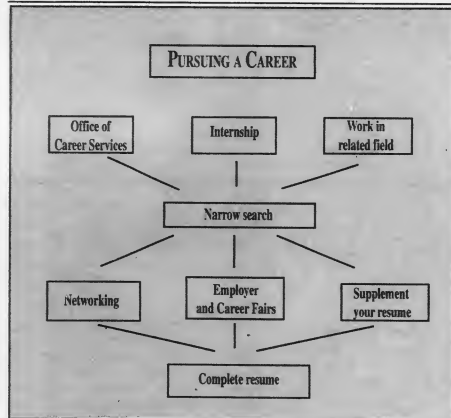 PURSUING A CAREER
Office of
Career Services
Internship
Work in
related field
Narrow search
Networking
Employer
and Career Fairs
Supplement
your resume
Complete resume